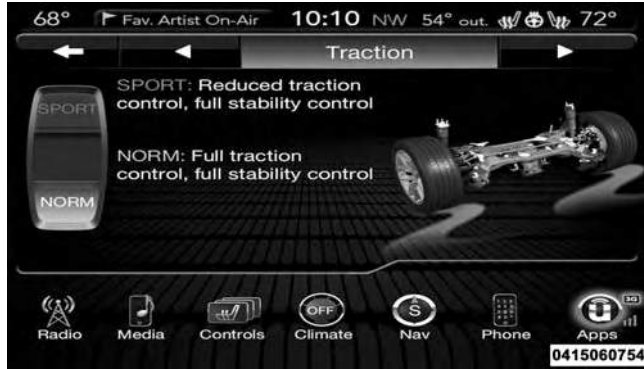 68° Fav. Artist On-Air 10:10 NW 54° out. 72°
Traction
SPORT: Reduced traction
control, full stability control
SPORT
NORM: Full traction
control, full stability control
NORM
OFF S 3G
Radio Media Controls Climate Nav Phone Apps
0415060754